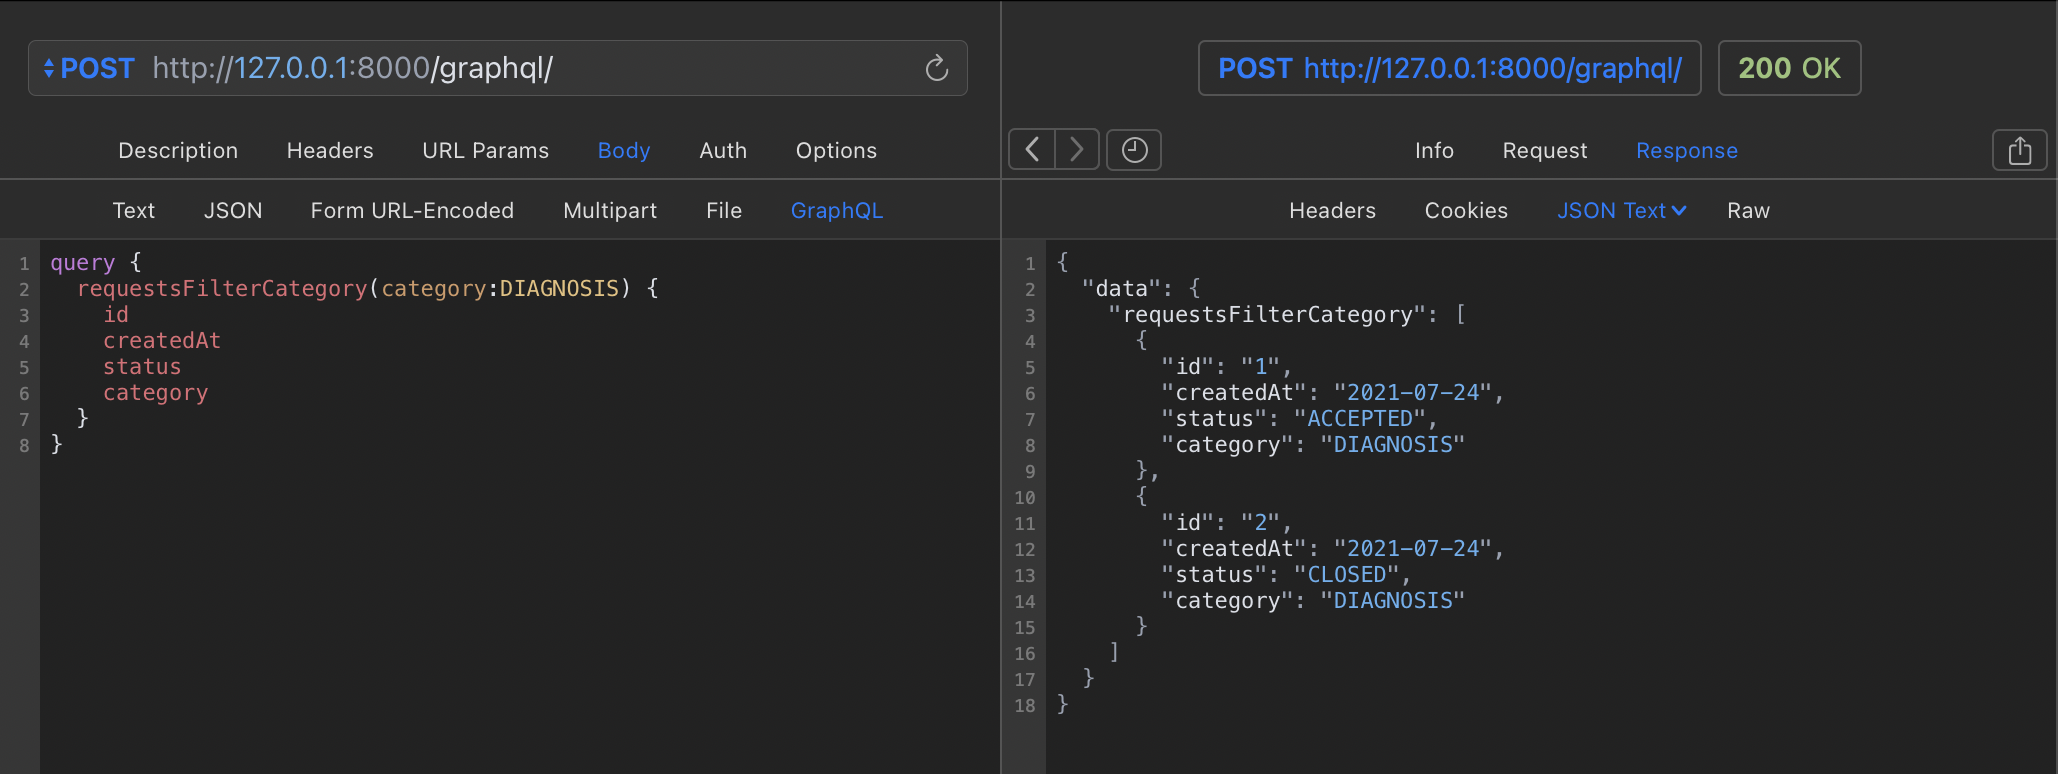 POST http://127.0.0.1:8000/graphql/
Description Headers URL Params Body Auth Options
Text JSON Form URL-Encoded Multipart File GraphQL
1 query {
2   requestsFilterCategory(category:DIAGNOSIS) {
3     id
4     createdAt
5     status
6     category
7   }
8 }
POST http://127.0.0.1:8000/graphql/ 200 OK
Info Request Response
Headers Cookies JSON Text Raw
1 {
2   "data": {
3     "requestsFilterCategory": [
4       {
5         "id": "1",
6         "createdAt": "2021-07-24",
7         "status": "ACCEPTED",
8         "category": "DIAGNOSIS"
9       },
10       {
11         "id": "2",
12         "createdAt": "2021-07-24",
13         "status": "CLOSED",
14         "category": "DIAGNOSIS"
15       }
16     ]
17   }
18 }